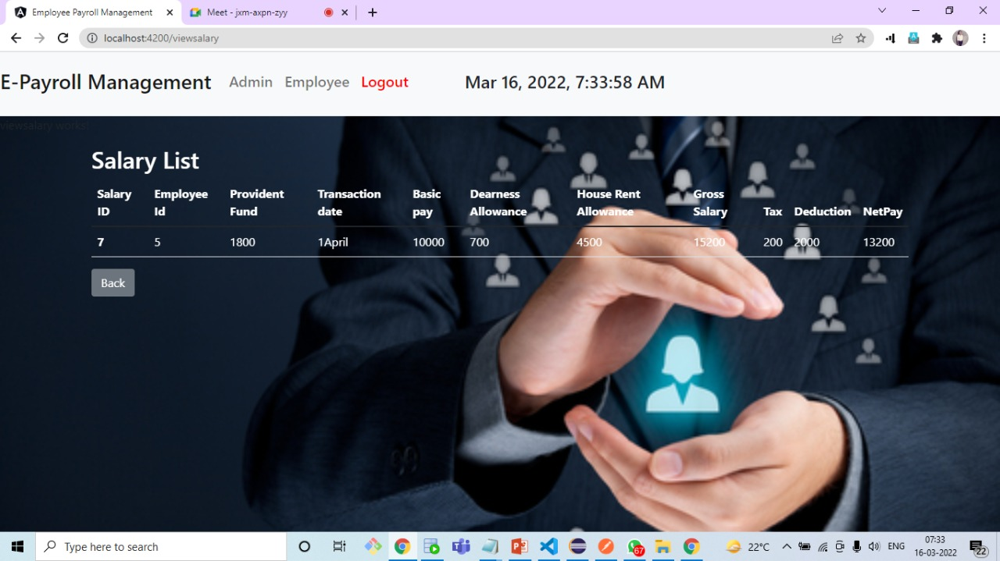 Employee Payroll Management
Meet - jxm-axpn-zyy
localhost:4200/viewsalary
E-Payroll Management Admin Employee Logout Mar 16, 2022, 7:33:58 AM
viewsalary works!
Salary List
Salary ID Employee Id Provident Fund Transaction date Basic pay Dearness Allowance House Rent Allowance Gross Salary Tax Deduction NetPay
7 5 1800 1April 10000 700 4500 15200 200 2000 13200
Back
Type here to search
67
22°C
ENG
07:33
16-03-2022
22